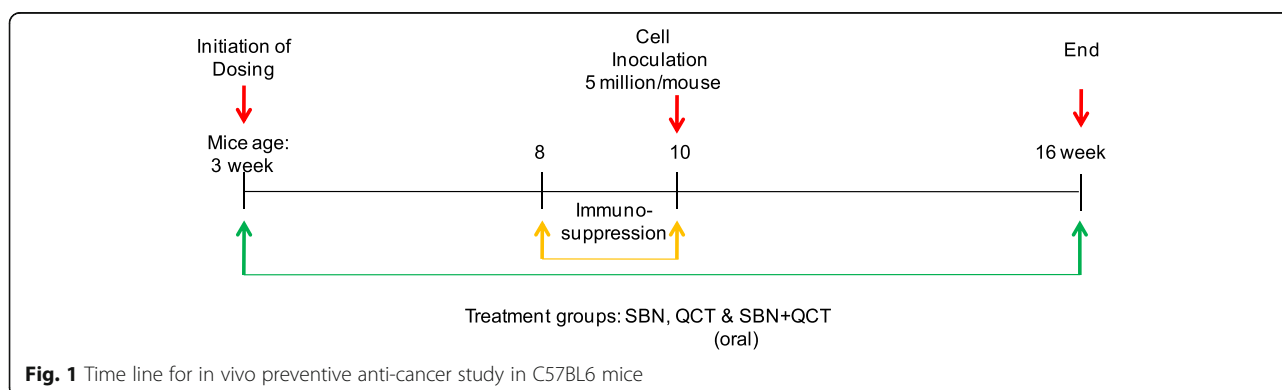 Initiation of
Dosing
Cell
Inoculation
5 million/mouse
End
Mice age:
3 week
8
10
16 week
Immuno-
suppression
Treatment groups: SBN, QCT & SBN+QCT
(oral)
Fig. 1 Time line for in vivo preventive anti-cancer study in C57BL6 mice